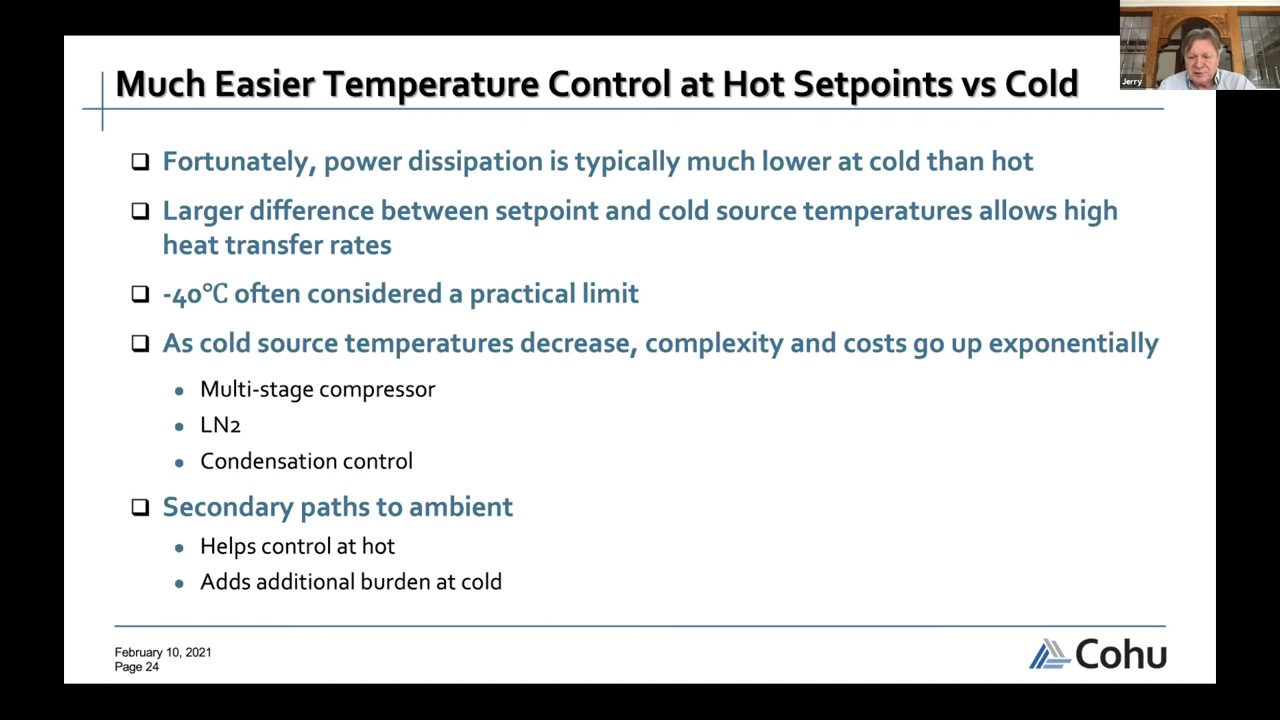 Much Easier Temperature Control at Hot Setpoints vs Cold
Jerry
Fortunately, power dissipation is typically much lower at cold than hot
Larger difference between setpoint and cold source temperatures allows high
heat transfer rates
-40℃ often considered a practical limit
As cold source temperatures decrease, complexity and costs go up exponentially
Multi-stage compressor
LN2
Condensation control
Secondary paths to ambient
Helps control at hot
Adds additional burden at cold
February 10, 2021
Page 24
Cohu